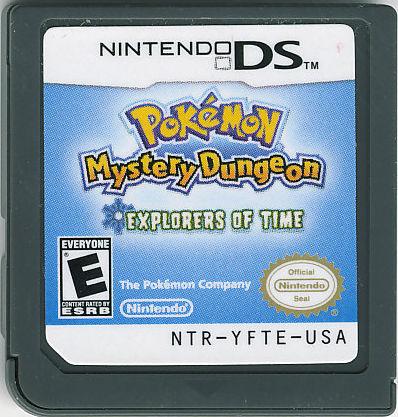 NINTENDO DS™
POKéMON
Mystery Dungeon
EXPLORERS OF TIME
EVERYONE
E
®
CONTENT RATED BY
ESRB
The Pokémon Company
Nintendo
®
Official
Nintendo
Seal
®
NTR-YFTE-USA